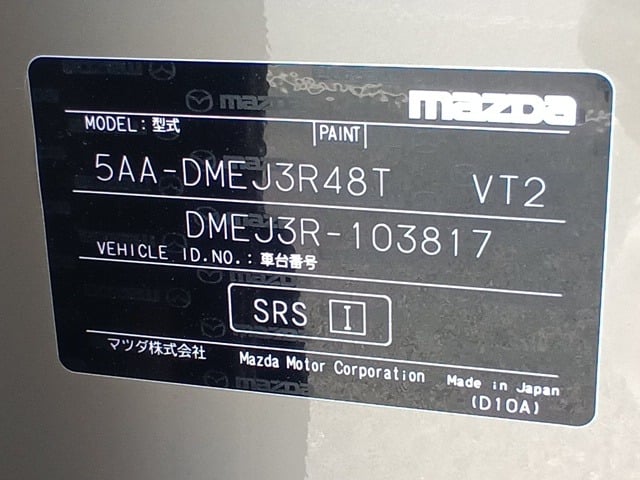 mazda
MODEL : 型式 PAINT
5AA-DMEJ3R48T VT2
DMEJ3R-103817
VEHICLE ID.NO.: 車台番号
SRS I
マツダ株式会社 Mazda Motor Corporation Made in Japan
(D10A)